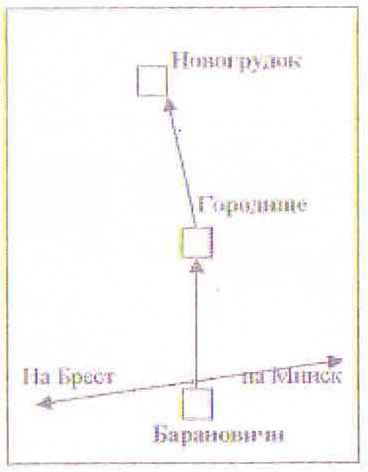 Новогрудок
Городище
На Брест
на Минск
Барановичи